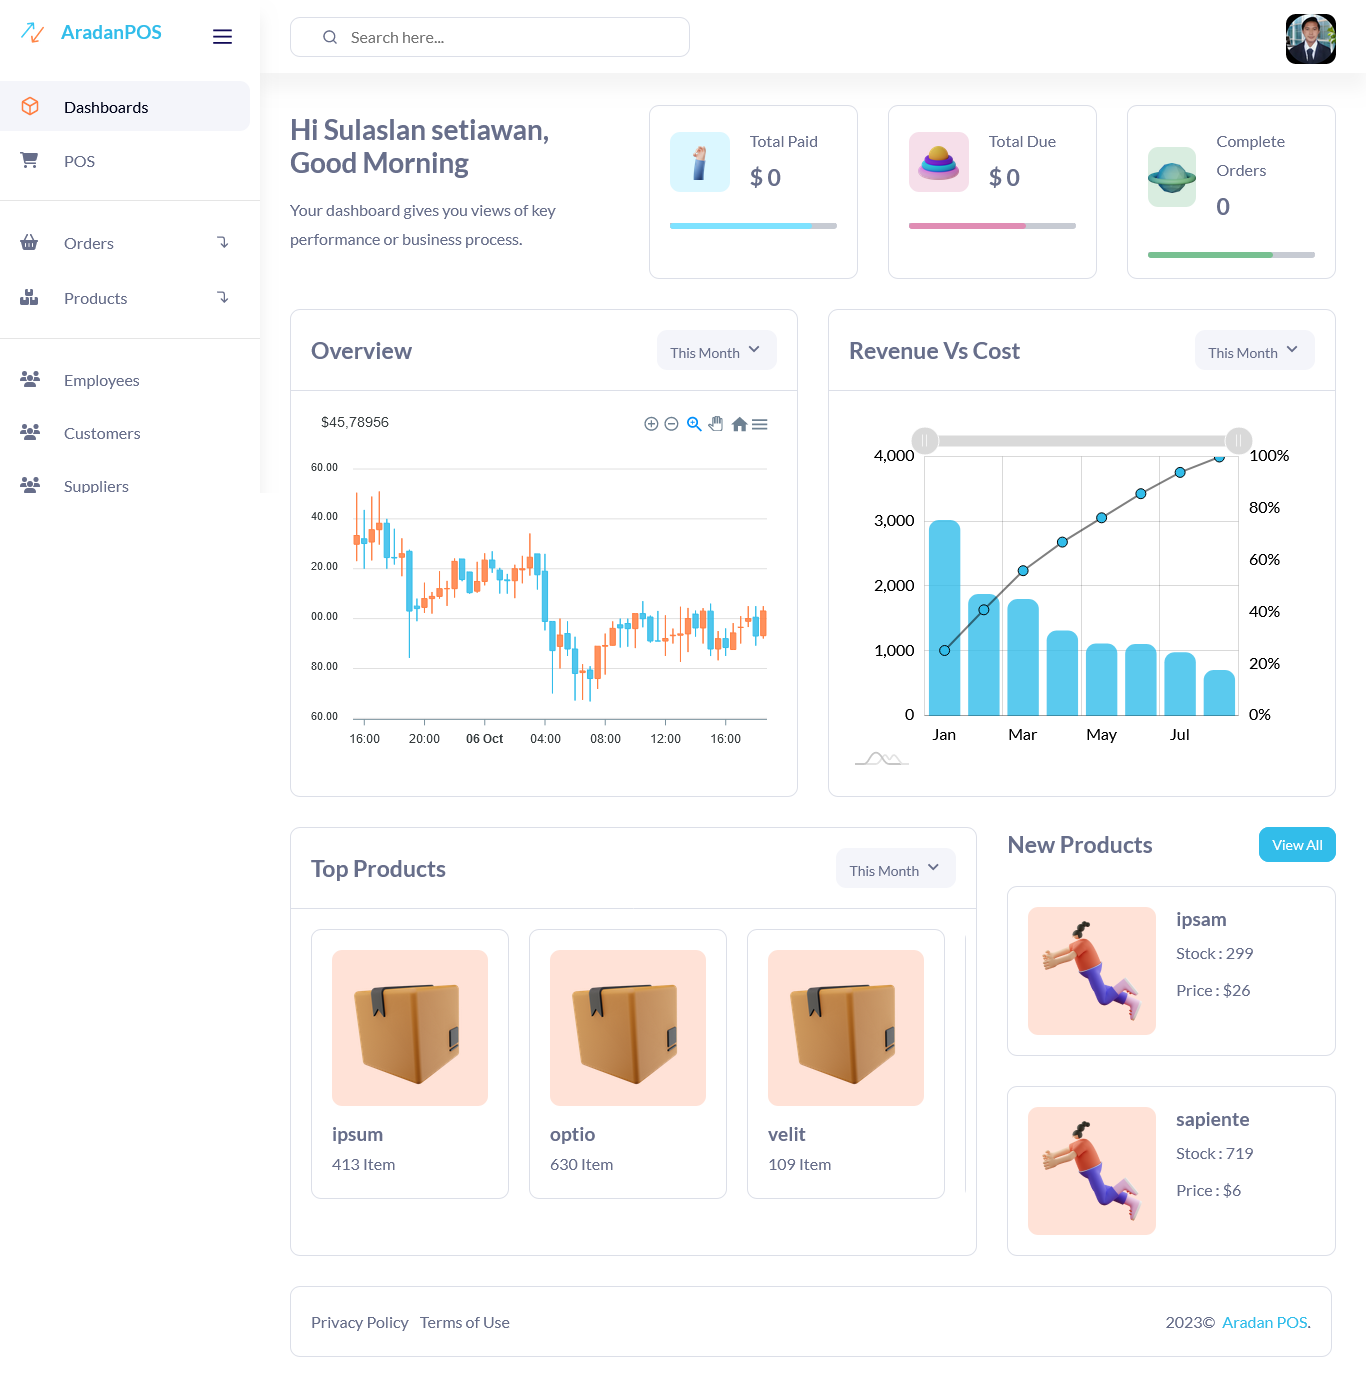 AradanPOS
Search here...
Dashboards
POS
Orders
Products
Employees
Customers
Suppliers
Hi Sulaslan setiawan,
Good Morning
Your dashboard gives you views of key
performance or business process.
Total Paid
$ 0
Total Due
$ 0
Complete
Orders
0
Overview
This Month
$45,78956
60.00
40.00
20.00
00.00
80.00
60.00
16:00 20:00 06 Oct 04:00 08:00 12:00 16:00
Revenue Vs Cost
This Month
4,000 100%
80%
3,000
60%
2,000
40%
1,000
20%
0 0%
Jan Mar May Jul
Top Products
This Month
ipsum
413 Item
optio
630 Item
velit
109 Item
New Products
View All
ipsam
Stock : 299
Price : $26
sapiente
Stock : 719
Price : $6
Privacy Policy Terms of Use
2023© Aradan POS.